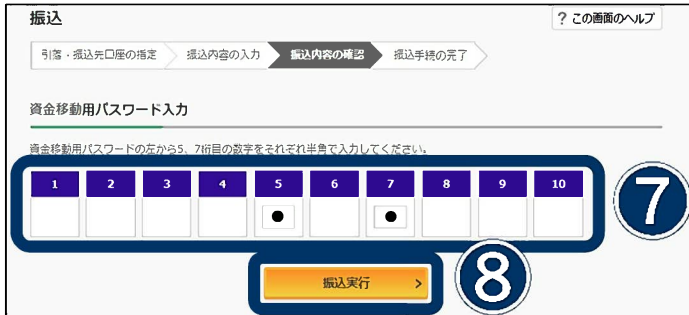 振込
? この画面のヘルプ
引落・振込先口座の指定 振込内容の入力 振込内容の確認 振込手続の完了
資金移動用パスワード入力
資金移動用パスワードの左から5、7桁目の数字をそれぞれ半角で入力してください。
1 2 3 4 5 6 7 8 9 10
7
振込実行 >
8